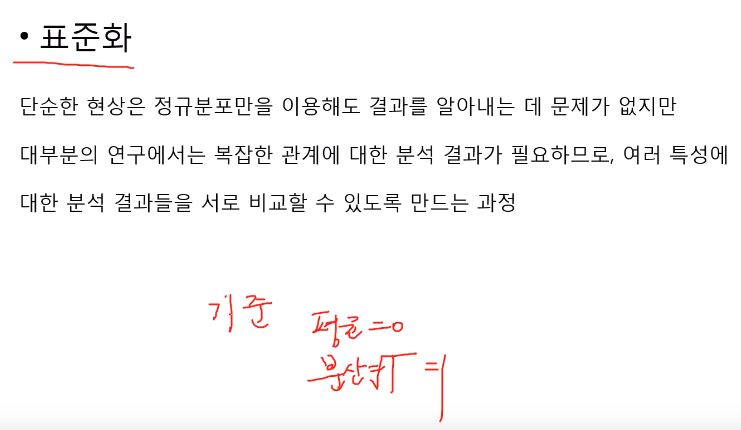 • 표준화
단순한 현상은 정규분포만을 이용해도 결과를 알아내는 데 문제가 없지만
대부분의 연구에서는 복잡한 관계에 대한 분석 결과가 필요하므로, 여러 특성에
대한 분석 결과들을 서로 비교할 수 있도록 만드는 과정
기준
평균=0
분산의√ =1